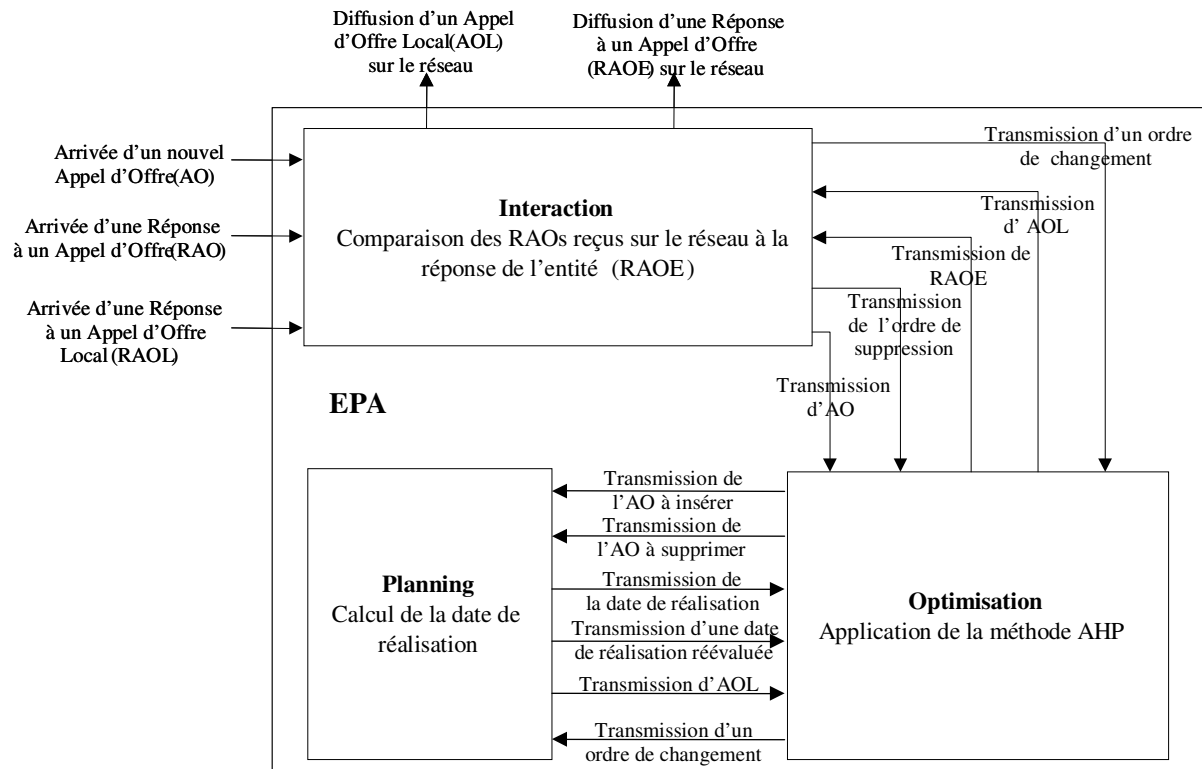 Diffusion d'un Appel
d'Offre Local(AOL)
sur le réseau
Diffusion d'une Réponse
à un Appel d'Offre
(RAOE) sur le réseau
Arrivée d'un nouvel
Appel d'Offre(AO)
Arrivée d'une Réponse
à un Appel d'Offre(RAO)
Arrivée d'une Réponse
à un Appel d'Offre
Local (RAOL)
Interaction
Comparaison des RAOs reçus sur le réseau à la
réponse de l'entité (RAOE)
Transmission d'un ordre
de changement
Transmission
d' AOL
Transmission de
RAOE
Transmission
de l'ordre de
suppression
Transmission
d'AO
EPA
Planning
Calcul de la date de
réalisation
Transmission de
l'AO à insérer
Transmission de
l'AO à supprimer
Transmission de
la date de réalisation
Transmission d'une date
de réalisation réévaluée
Transmission d'AOL
Transmission d'un
ordre de changement
Optimisation
Application de la méthode AHP